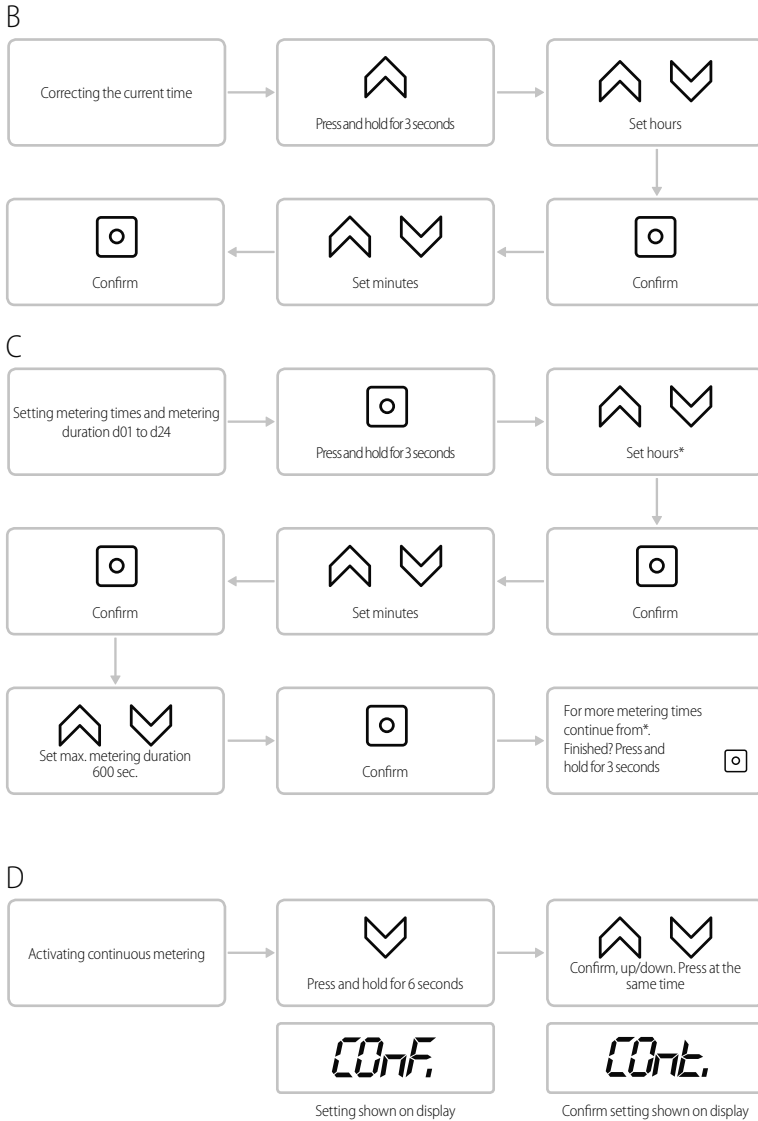 B
Correcting the current time
Press and hold for 3 seconds
Set hours
Confirm
Set minutes
Confirm
C
Setting metering times and metering
duration d01 to d24
Press and hold for 3 seconds
Set hours*
Confirm
Set minutes
Confirm
Set max. metering duration
600 sec.
Confirm
For more metering times
continue from*.
Finished? Press and
hold for 3 seconds
D
Activating continuous metering
Press and hold for 6 seconds
Confirm, up/down. Press at the
same time
COnF.
Setting shown on display
COnt.
Confirm setting shown on display